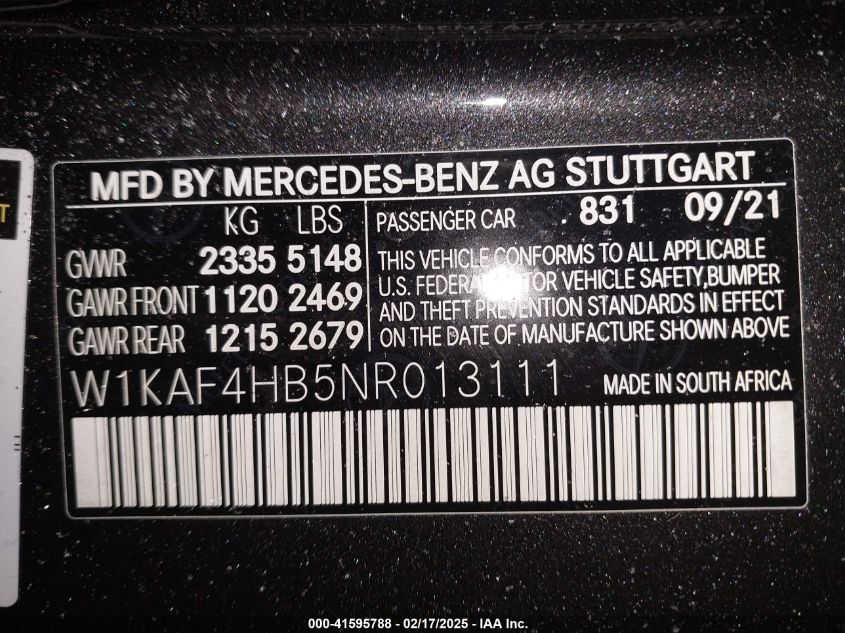 MFD BY MERCEDES-BENZ AG STUTTGART
KG LBS
GVWR 2335 5148
GAWR FRONT 1120 2469
GAWR REAR 1215 2679
PASSENGER CAR . 831 09/21
THIS VEHICLE CONFORMS TO ALL APPLICABLE
U.S. FEDERAL VEHICLE SAFETY, BUMPER
AND THEFT PREVENTION STANDARDS IN EFFECT
ON THE DATE OF MANUFACTURE SHOWN ABOVE
W1KAF4HB5NR013111 MADE IN SOUTH AFRICA
000-41595788 - 02/17/2025 - IAA Inc.